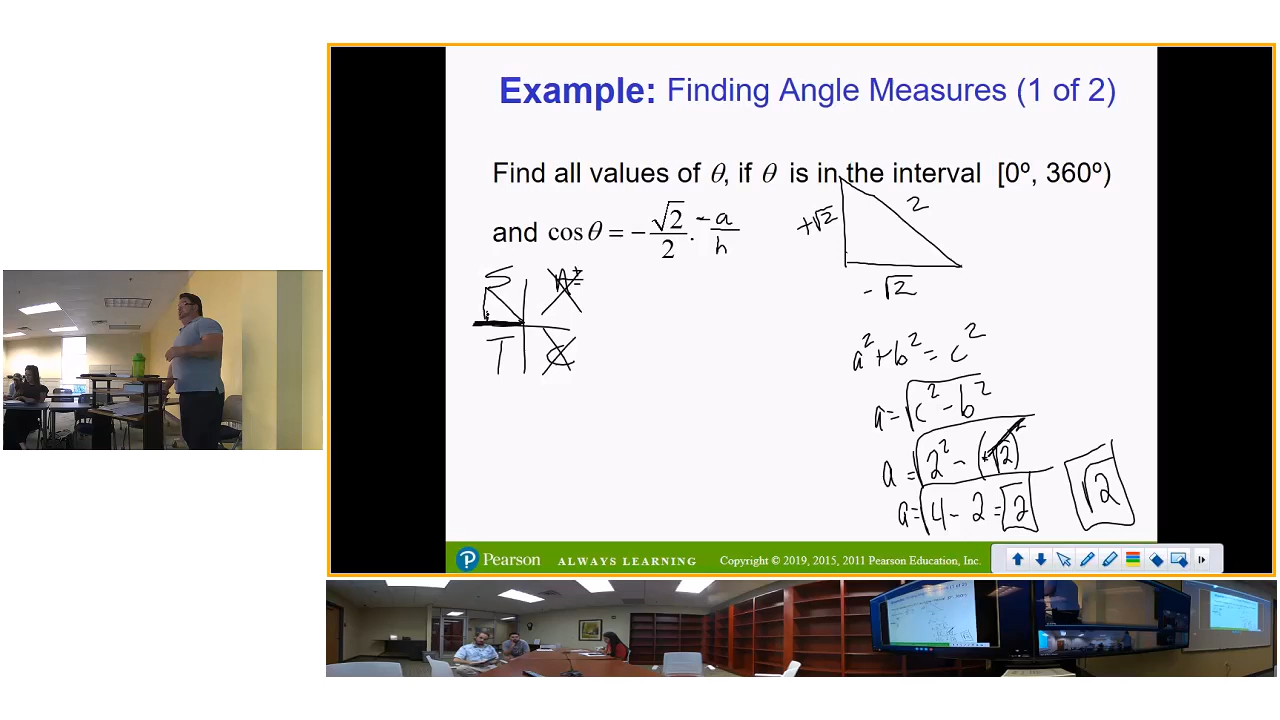 Example: Finding Angle Measures (1 of 2)
Find all values of θ, if θ is in the interval [0º, 360º)
and cos θ = − √2/2. −a/h
+√2
2
− √2
S
T
C
a² + b² = c²
a = √c² − b²
a = √2² − (√2)²
a = √4 − 2 = √2
√2
Pearson
ALWAYS LEARNING
Copyright © 2019, 2015, 2011 Pearson Education, Inc.